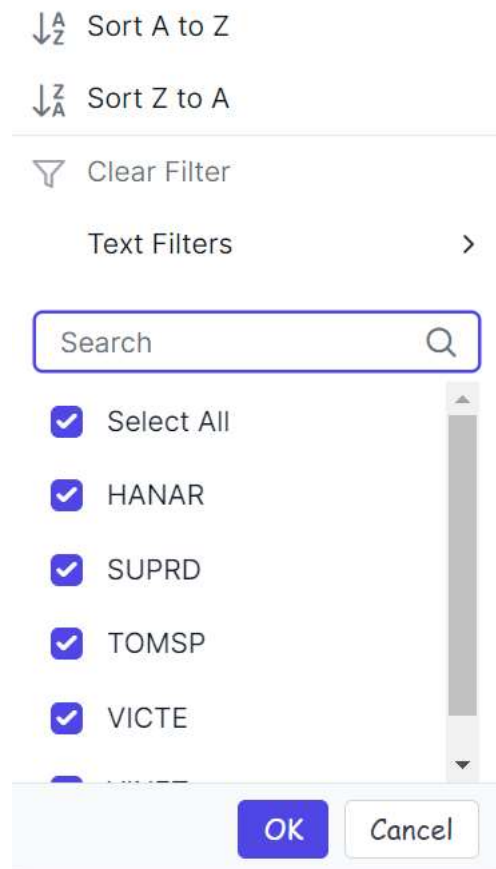 Sort A to Z
Sort Z to A
Clear Filter
Text Filters
Search
Select All
HANAR
SUPRD
TOMSP
VICTE
OK Cancel